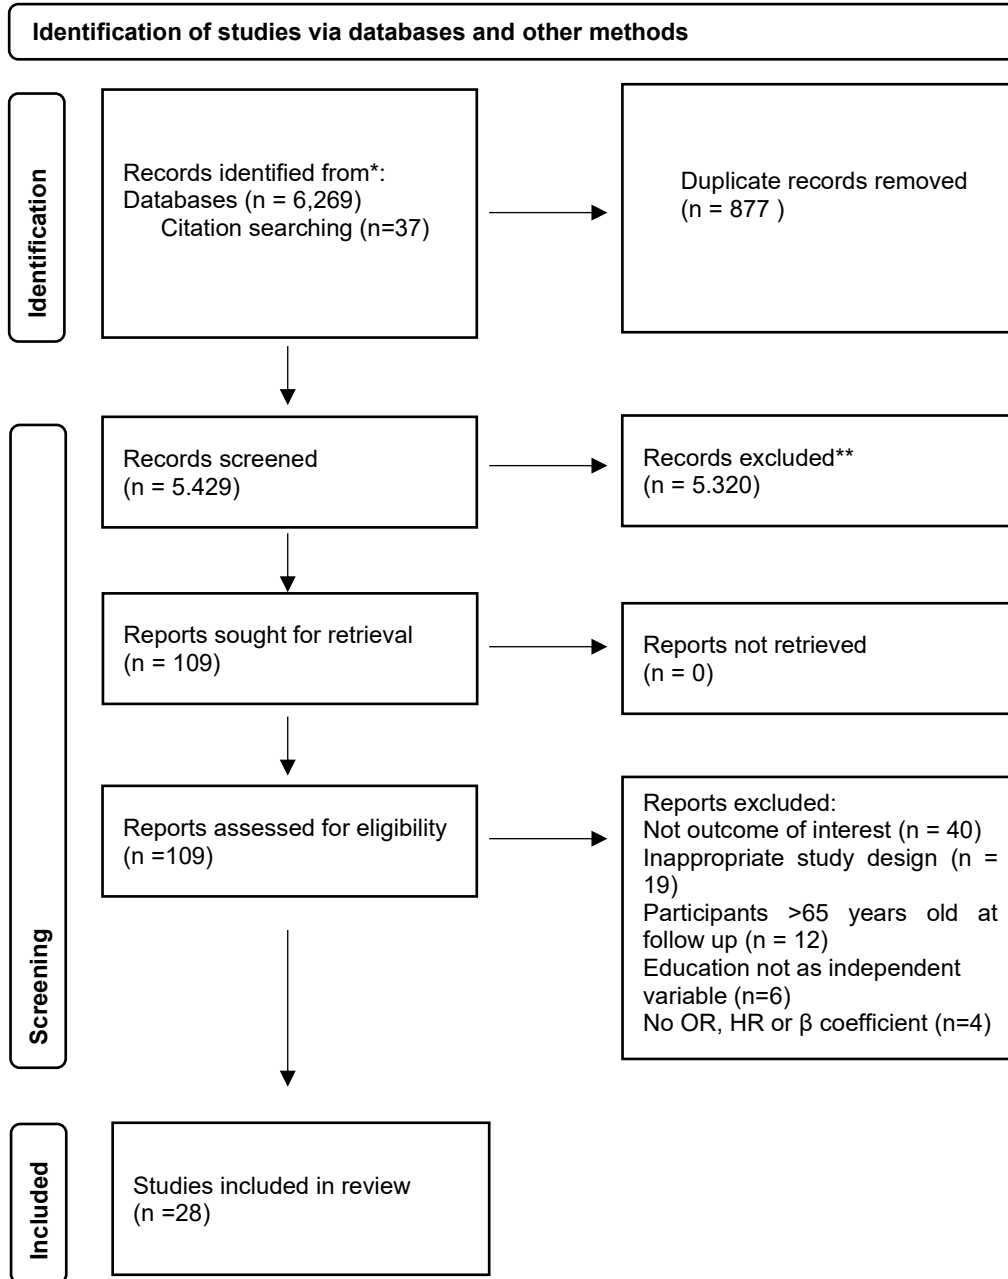 Identification of studies via databases and other methods
Identification
Records identified from*:
Databases (n = 6,269)
Citation searching (n=37)
Duplicate records removed
(n = 877 )
Screening
Records screened
(n = 5.429)
Records excluded**
(n = 5.320)
Reports sought for retrieval
(n = 109)
Reports not retrieved
(n = 0)
Reports assessed for eligibility
(n =109)
Reports excluded:
Not outcome of interest (n = 40)
Inappropriate study design (n =
19)
Participants >65 years old at
follow up (n = 12)
Education not as independent
variable (n=6)
No OR, HR or β coefficient (n=4)
Included
Studies included in review
(n =28)